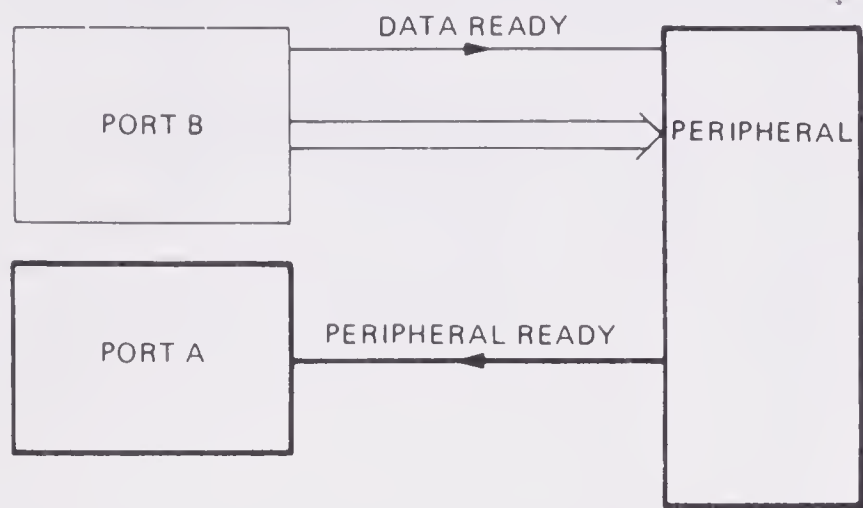 DATA READY
PORT B
PERIPHERAL
PERIPHERAL READY
PORT A